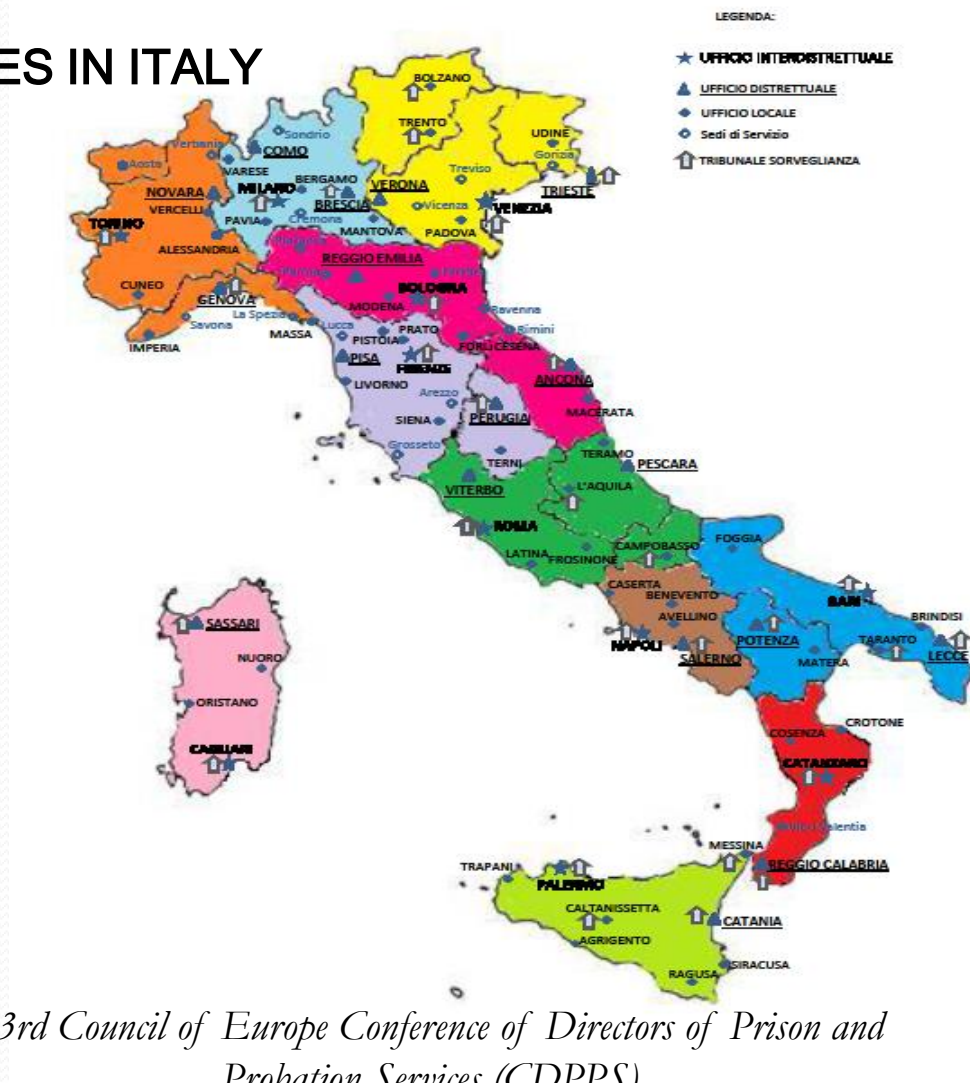 LEGENDA:
ES IN ITALY
UFFICIO INTERDISTRETTUALE
UFFICIO DISTRETTUALE
UFFICIO LOCALE
Sedi di Servizio
TRIBUNALE SORVEGLIANZA
BOLZANO
TRENTO
UDINE
Gorizia
TRIESTE
Sondrio
COMO
Verbania
VARESE
Aosta
BERGAMO
MILANO
NOVARA
VERCELLI
TORINO
PAVIA
Cremona
BRESCIA
MANTOVA
VERONA
Treviso
Vicenza
VENEZIA
PADOVA
ALESSANDRIA
CUNEO
GENOVA
La Spezia
Savona
IMPERIA
MASSA
REGGIO EMILIA
BOLOGNA
MODENA
Ravenna
Rimini
FORLI'CESENA
Lucca
PRATO
PISTOIA
PISA
FIRENZE
LIVORNO
Arezzo
SIENA
Grosseto
ANCONA
MACERATA
PERUGIA
TERNI
TERAMO
PESCARA
L'AQUILA
VITERBO
ROMA
LATINA
FROSINONE
CAMPOBASSO
FOGGIA
CASERTA
BENEVENTO
AVELLINO
NAPOLI
SALERNO
POTENZA
MATERA
BARI
BRINDISI
TARANTO
LECCE
SASSARI
NUORO
ORISTANO
CAGLIARI
COSENZA
CROTONE
CATANZARO
REGGIO CALABRIA
MESSINA
TRAPANI
PALERMO
CALTANISSETTA
AGRIGENTO
CATANIA
SIRACUSA
RAGUSA
3rd Council of Europe Conference of Directors of Prison and
Probation Services (CDPPS)